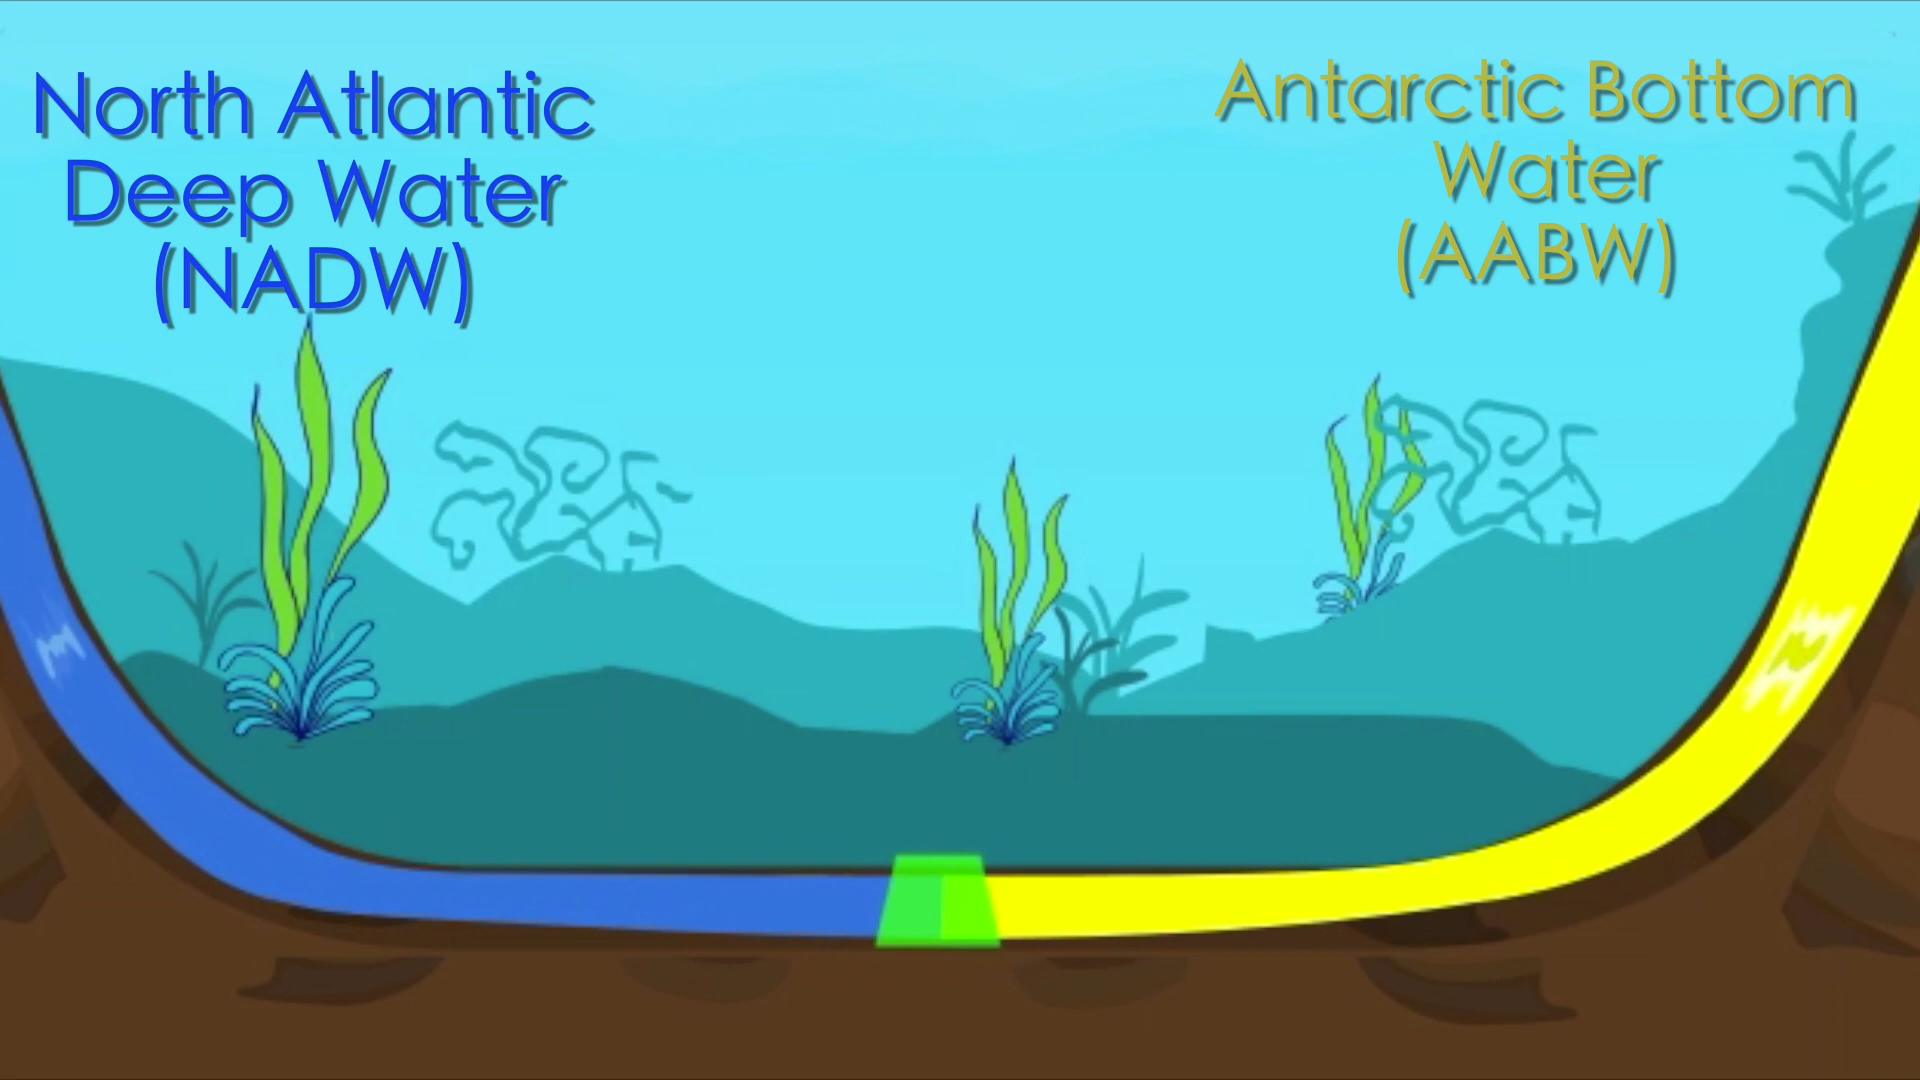 North Atlantic
Deep Water
(NADW)
Antarctic Bottom
Water
(AABW)